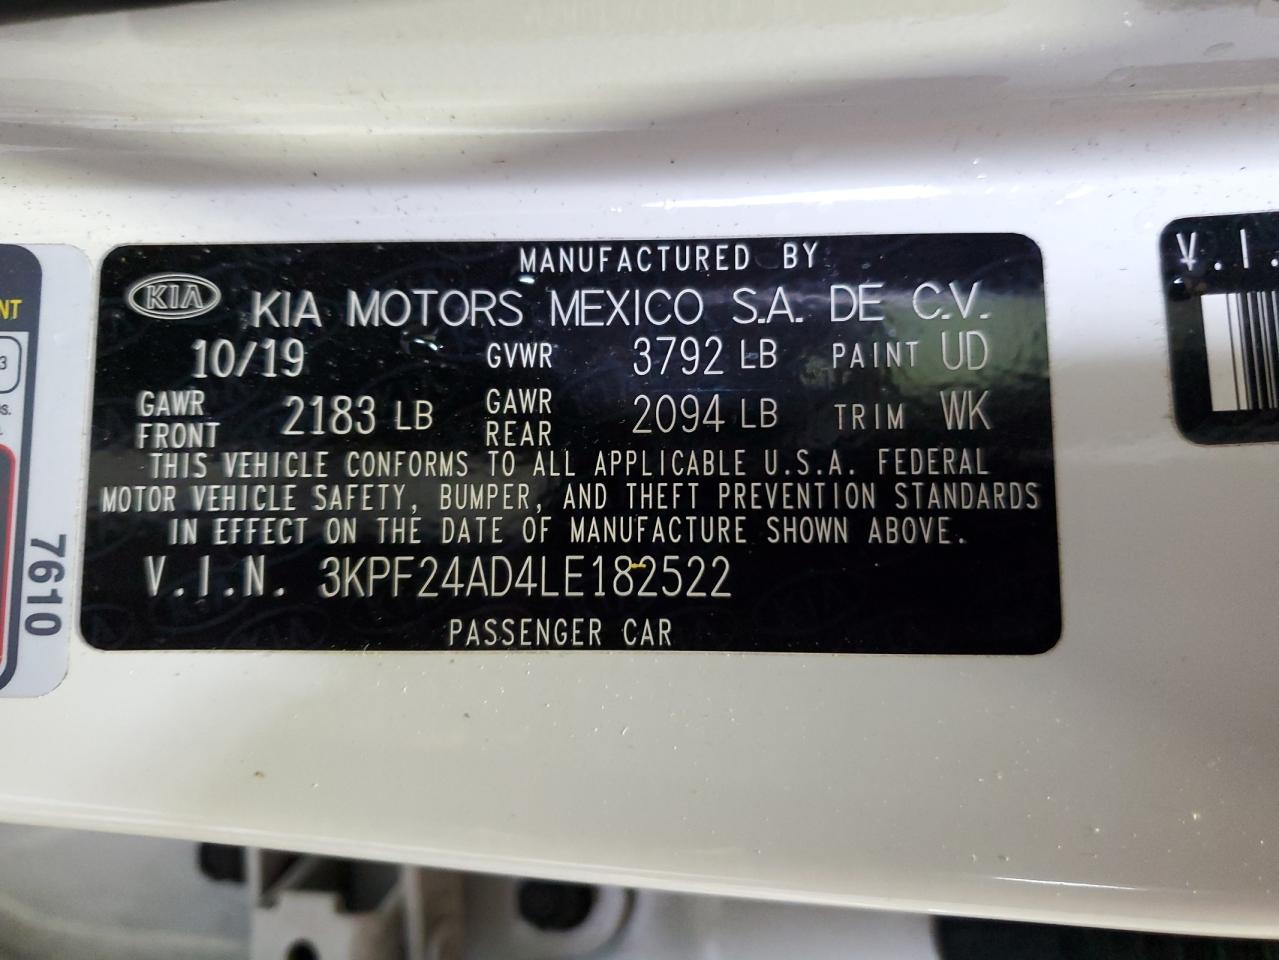 MANUFACTURED BY
KIA KIA MOTORS MEXICO S.A. DE C.V.
10/19 GVWR 3792 LB PAINT UD
GAWR FRONT 2183 LB GAWR REAR 2094 LB TRIM WK
THIS VEHICLE CONFORMS TO ALL APPLICABLE U.S.A. FEDERAL
MOTOR VEHICLE SAFETY, BUMPER, AND THEFT PREVENTION STANDARDS
IN EFFECT ON THE DATE OF MANUFACTURE SHOWN ABOVE.
V.I.N. 3KPF24AD4LE182522
PASSENGER CAR
NT
3
7610
V.I.